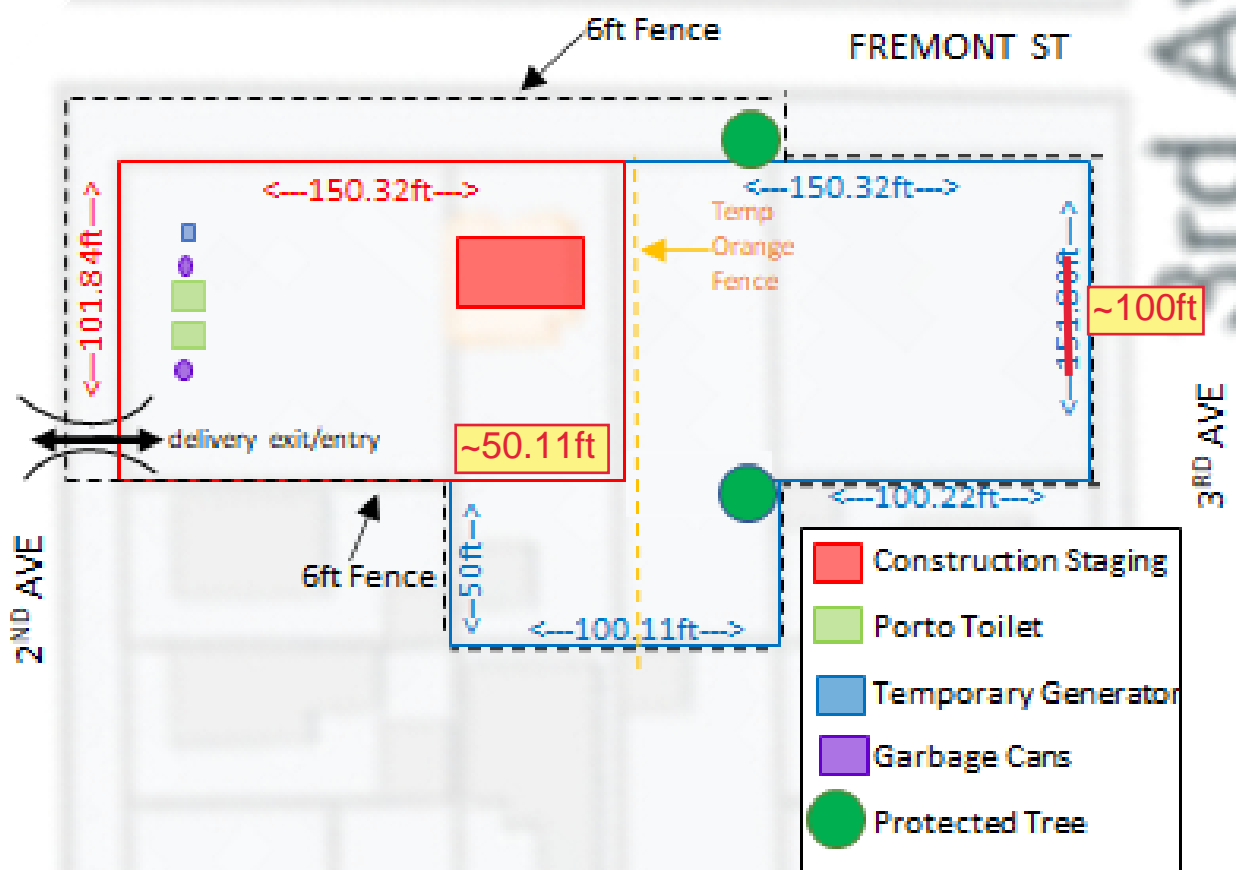 6ft Fence
FREMONT ST
3rd Av
<---150.32ft--->
<---150.32ft--->
<---101.84ft--->
Temp
Orange
Fence
~100ft
delivery exit/entry
~50.11ft
3RD AVE
<---100.22ft--->
<---50ft--->
6ft Fence
2ND AVE
<---100.11ft--->
Construction Staging
Porto Toilet
Temporary Generator
Garbage Cans
Protected Tree